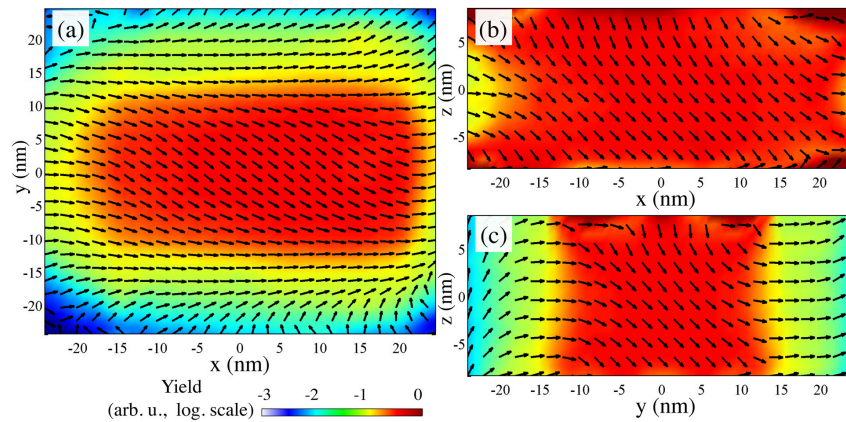 (a)
y (nm)
20
15
10
5
0
-5
-10
-15
-20
-20 -15 -10 -5 0 5 10 15 20
x (nm)
Yield
(arb. u., log. scale)
-3 -2 -1 0
(b)
z (nm)
5
0
-5
-20 -15 -10 -5 0 5 10 15 20
x (nm)
(c)
z (nm)
5
0
-5
-20 -15 -10 -5 0 5 10 15 20
y (nm)